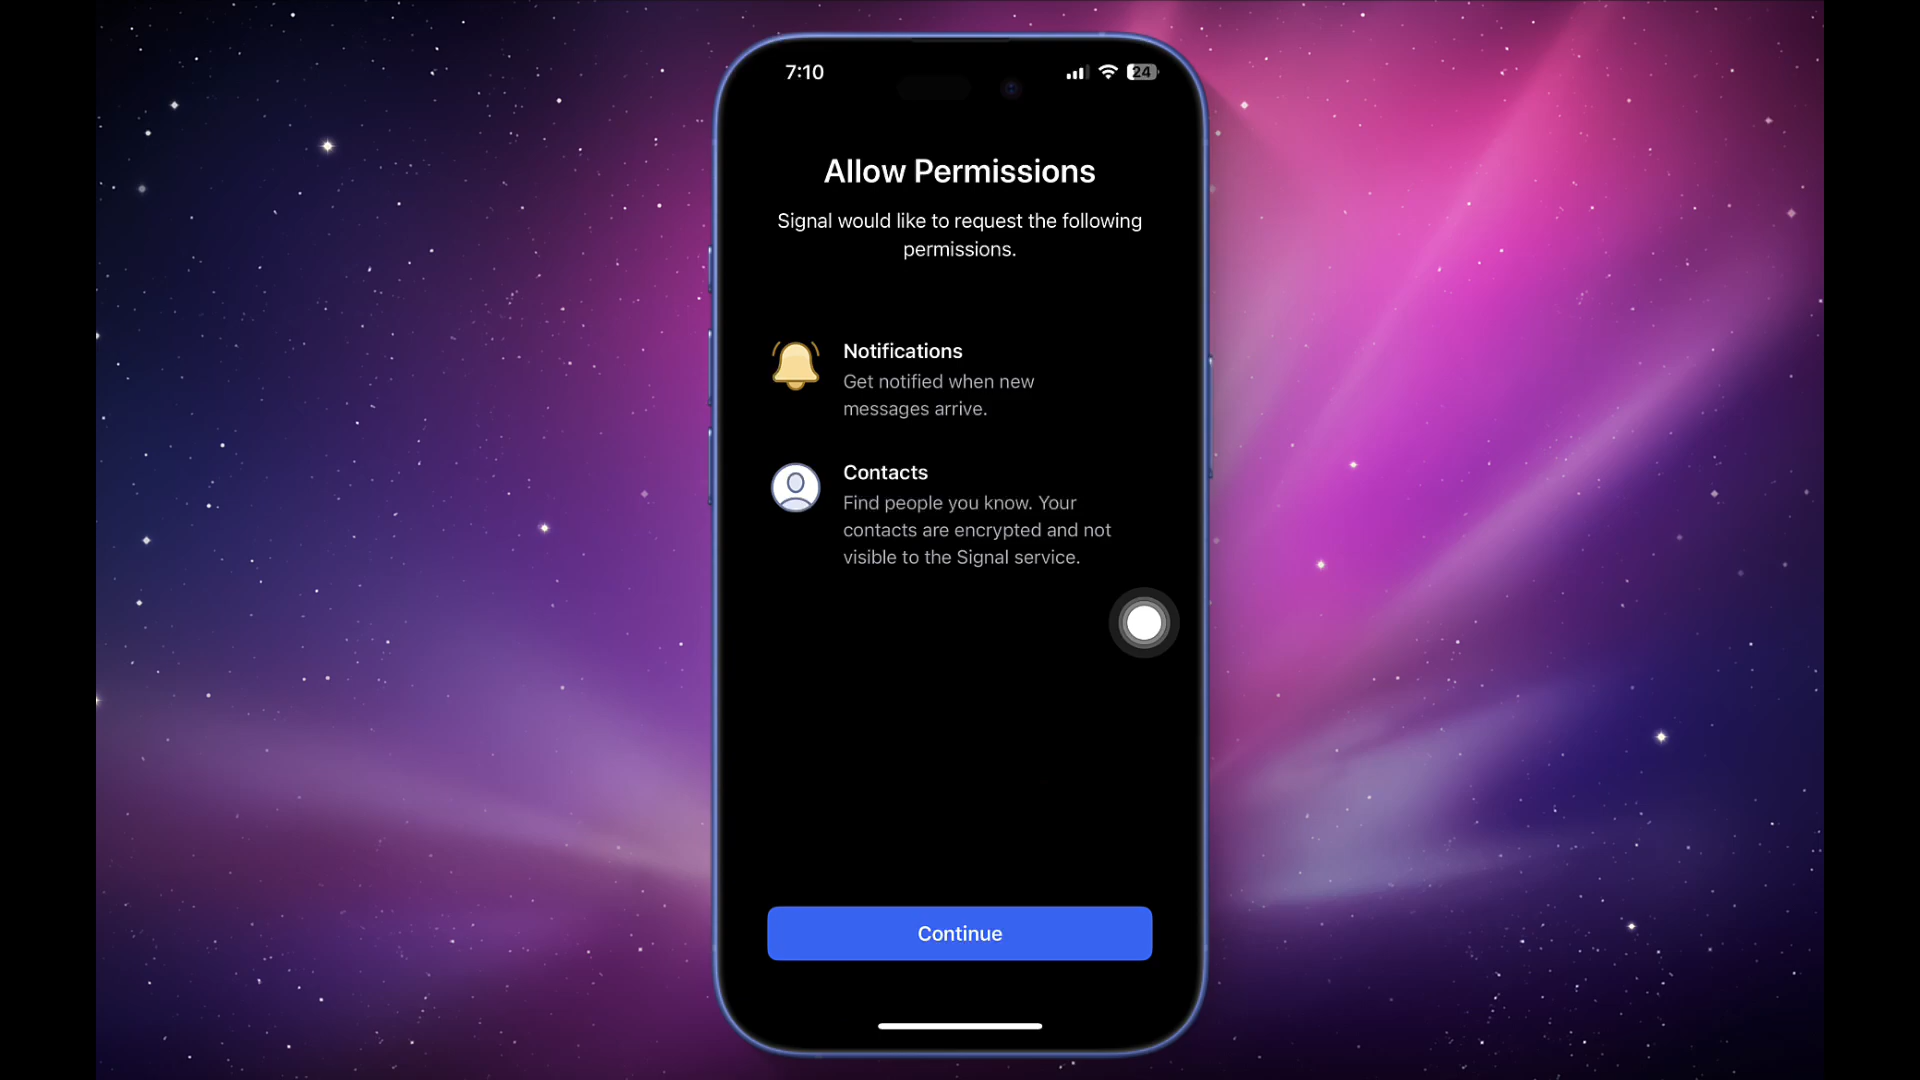 7:10
24
Allow Permissions
Signal would like to request the following
permissions.
Notifications
Get notified when new
messages arrive.
Contacts
Find people you know. Your
contacts are encrypted and not
visible to the Signal service.
Continue